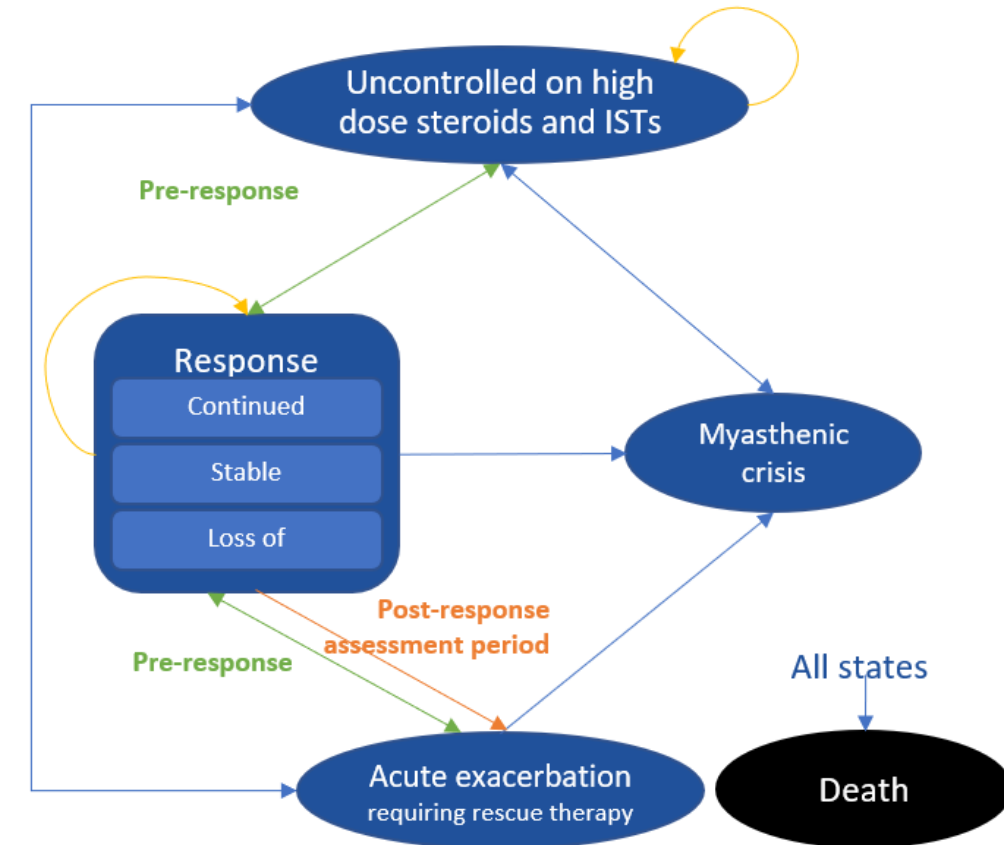 Uncontrolled on high
dose steroids and ISTs
Pre-response
Response
Continued
Stable
Loss of
Myasthenic
crisis
Post-response
assessment period
Pre-response
All states
Acute exacerbation
requiring rescue therapy
Death